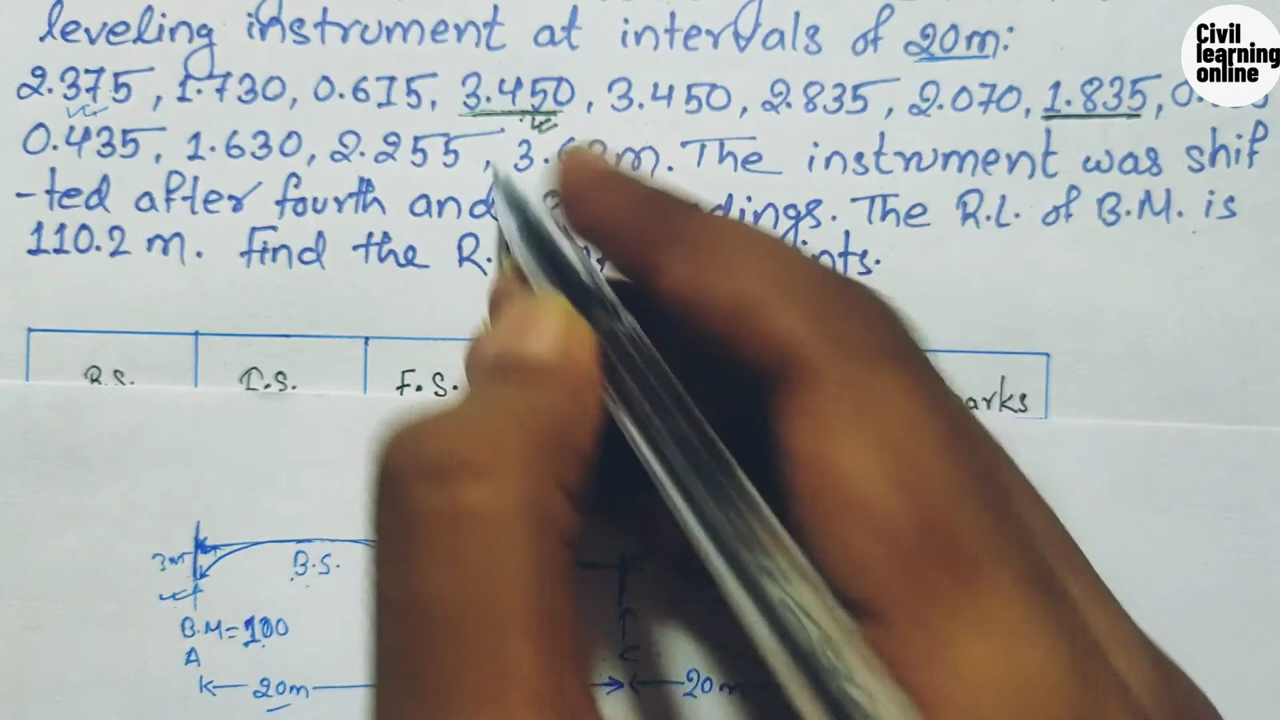 leveling instrument at intervals of 20m:
2.375, 1.730, 0.615, 3.450, 3.450, 2.835, 2.070, 1.835,
0.435, 1.630, 2.255, 3. m. The instrument was shif
-ted after fourth and The R.L. of B.M. is
110.2 m. Find the
B.S. I.S. F.S.
3m B.S.
B.M=100
A C
20m 20m
Civil
learning
online